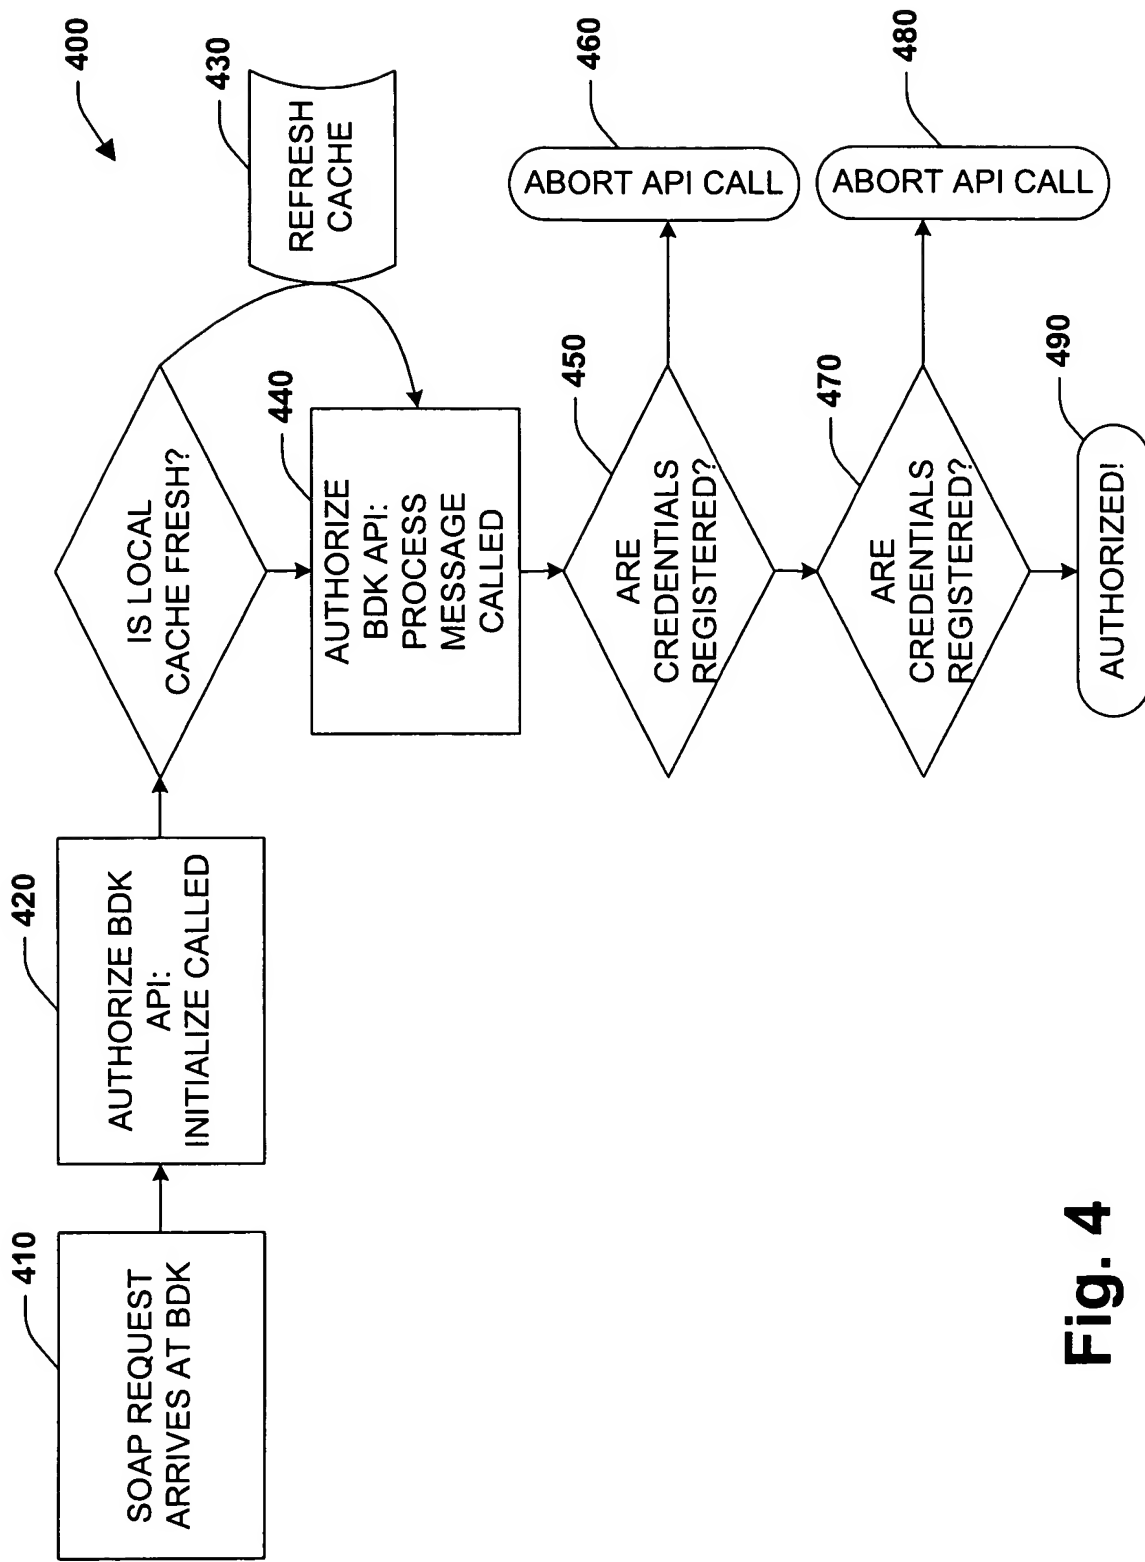 400
410
SOAP REQUEST
ARRIVES AT BDK
420
AUTHORIZE BDK
API:
INITIALIZE CALLED
IS LOCAL
CACHE FRESH?
430
REFRESH
CACHE
440
AUTHORIZE
BDK API:
PROCESS
MESSAGE
CALLED
450
ARE
CREDENTIALS
REGISTERED?
460
ABORT API CALL
470
ARE
CREDENTIALS
REGISTERED?
480
ABORT API CALL
490
AUTHORIZED!
Fig. 4